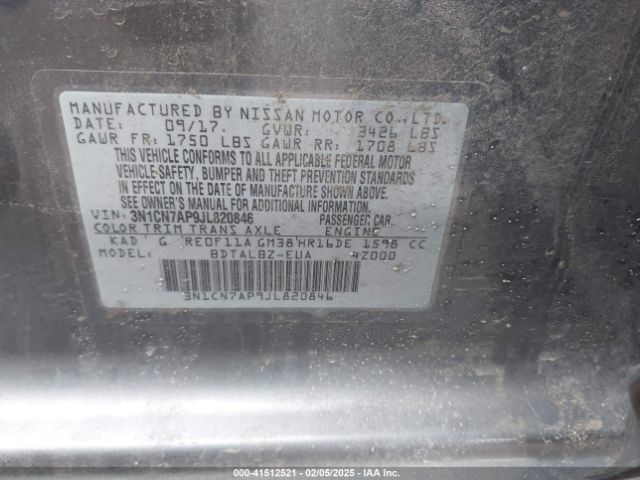 MANUFACTURED BY NISSAN MOTOR CO.,LTD.
DATE: 09/17. GVWR: 3426 LBS
GAWR FR: 1750 LBS GAWR RR: 1708 LBS
THIS VEHICLE CONFORMS TO ALL APPLICABLE FEDERAL MOTOR
VEHICLE-SAFETY, BUMPER AND THEFT PREVENTION STANDARDS
IN EFFECT ON THE DATE OF MANUFACTURE SHOWN ABOVE.
SEE OWNER'S MANUAL FOR ADDITIONAL INFORMATION
VIN: 3N1CN7AP9JL820846 PASSENGER CAR
COLOR TRIM TRANS AXLE ENGINE
KAD G RE0F11A GM38 HR16DE 1598 CC
MODEL: BDTALBZ-EUA 4Z000
3N1CN7AP9JL820846
000-41512521 | 02/05/2025 | IAA Inc.